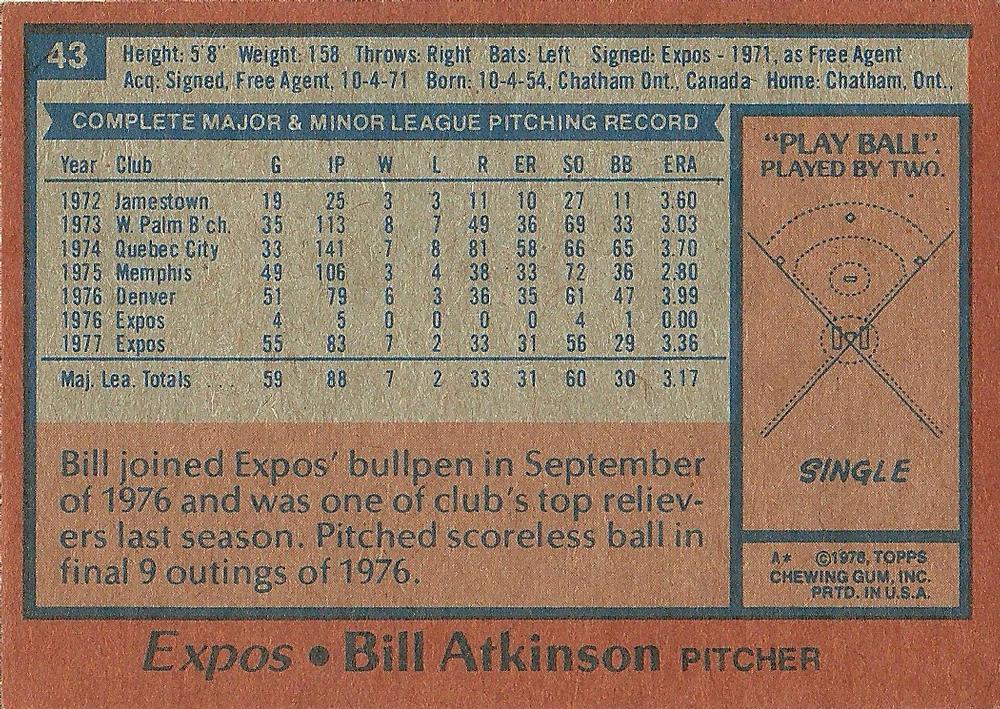 43
Height: 5'8" Weight: 158 Throws: Right Bats: Left Signed: Expos - 1971, as Free Agent
Acq: Signed, Free Agent, 10-4-71 Born: 10-4-54, Chatham Ont., Canada Home: Chatham, Ont.,
COMPLETE MAJOR & MINOR LEAGUE PITCHING RECORD
Year Club G IP W L R ER SO BB ERA
1972 Jamestown 19 25 3 3 11 10 27 11 3.60
1973 W. Palm B'ch. 35 113 8 7 49 36 69 33 3.03
1974 Quebec City 33 141 7 8 81 58 66 65 3.70
1975 Memphis 49 106 3 4 38 33 72 36 2.80
1976 Denver 51 79 6 3 36 35 61 47 3.99
1976 Expos 4 5 0 0 0 0 4 1 0.00
1977 Expos 55 83 7 2 33 31 56 29 3.36
Maj. Lea. Totals ... 59 88 7 2 33 31 60 30 3.17
Bill joined Expos' bullpen in September
of 1976 and was one of club's top reliev-
ers last season. Pitched scoreless ball in
final 9 outings of 1976.
"PLAY BALL".
PLAYED BY TWO.
SINGLE
A* ©1978, TOPPS
CHEWING GUM, INC.
PRTD. IN U.S.A.
Expos • Bill Atkinson PITCHER